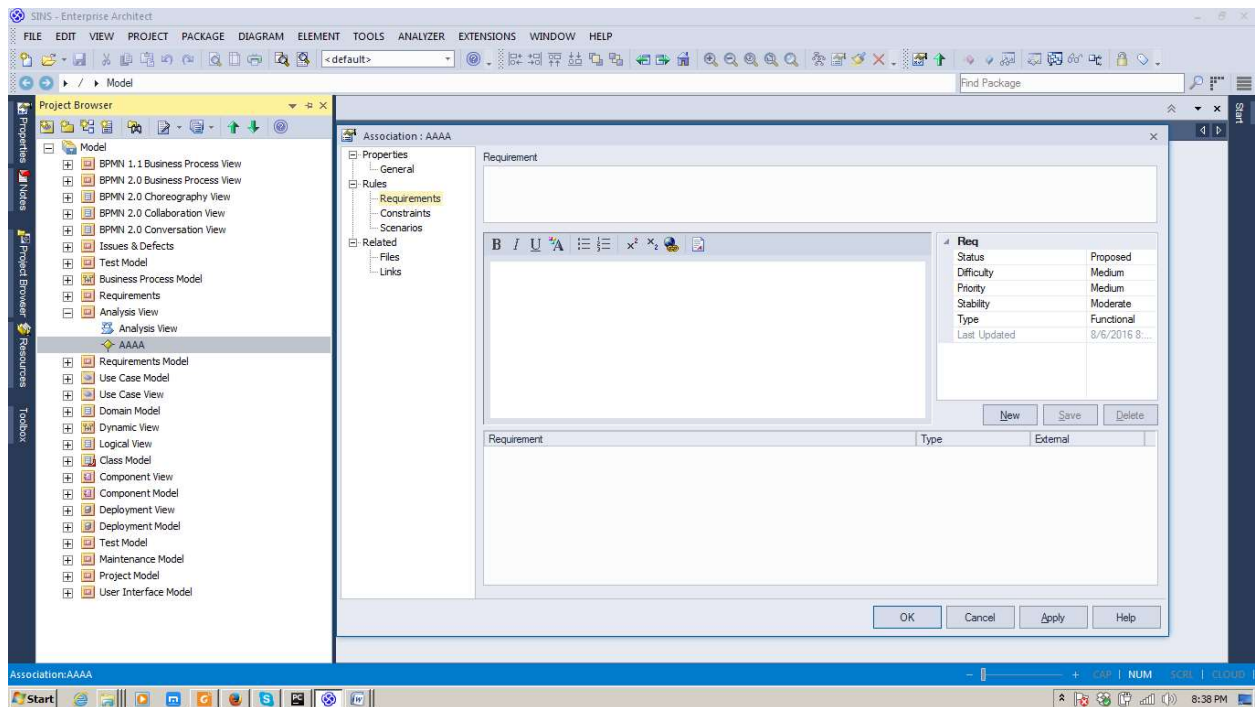 SINS - Enterprise Architect
FILE EDIT VIEW PROJECT PACKAGE DIAGRAM ELEMENT TOOLS ANALYZER EXTENSIONS WINDOW HELP
<default>
/ Model
Find Package
Project Browser
Start
Properties
Notes
Project Browser
Resources
Toolbox
Model
BPMN 1.1 Business Process View
BPMN 2.0 Business Process View
BPMN 2.0 Choreography View
BPMN 2.0 Collaboration View
BPMN 2.0 Conversation View
Issues & Defects
Test Model
Business Process Model
Requirements
Analysis View
Analysis View
AAAA
Requirements Model
Use Case Model
Use Case View
Domain Model
Dynamic View
Logical View
Class Model
Component View
Component Model
Deployment View
Deployment Model
Test Model
Maintenance Model
Project Model
User Interface Model
Association : AAAA
Properties
General
Rules
Requirements
Constraints
Scenarios
Related
Files
Links
Requirement
B I U A x² x₂
Req
Status Proposed
Difficulty Medium
Priority Medium
Stability Moderate
Type Functional
Last Updated 8/6/2016 8:...
New Save Delete
Requirement Type External
OK Cancel Apply Help
Association:AAAA
CAP NUM SCRL CLOUD
Start
8:38 PM